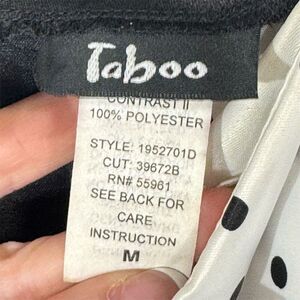 Taboo
CONTRAST II
100% POLYESTER
STYLE: 1952701D
CUT: 39672B
RN# 55961
SEE BACK FOR
CARE
INSTRUCTION
M